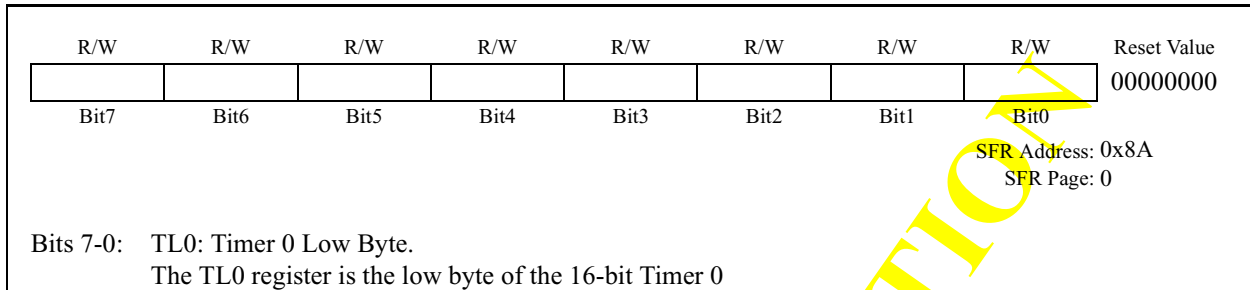 R/W R/W R/W R/W R/W R/W R/W R/W Reset Value
00000000
Bit7 Bit6 Bit5 Bit4 Bit3 Bit2 Bit1 Bit0
SFR Address: 0x8A
SFR Page: 0
Bits 7-0: TL0: Timer 0 Low Byte.
The TL0 register is the low byte of the 16-bit Timer 0
TION